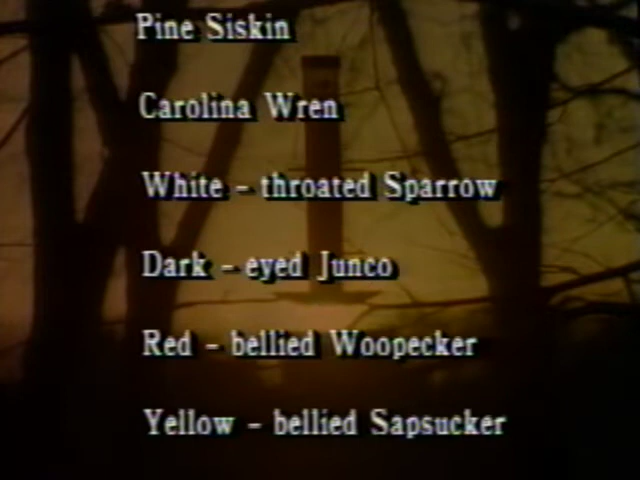 Pine Siskin
Carolina Wren
White - throated Sparrow
Dark - eyed Junco
Red - bellied Woopecker
Yellow - bellied Sapsucker